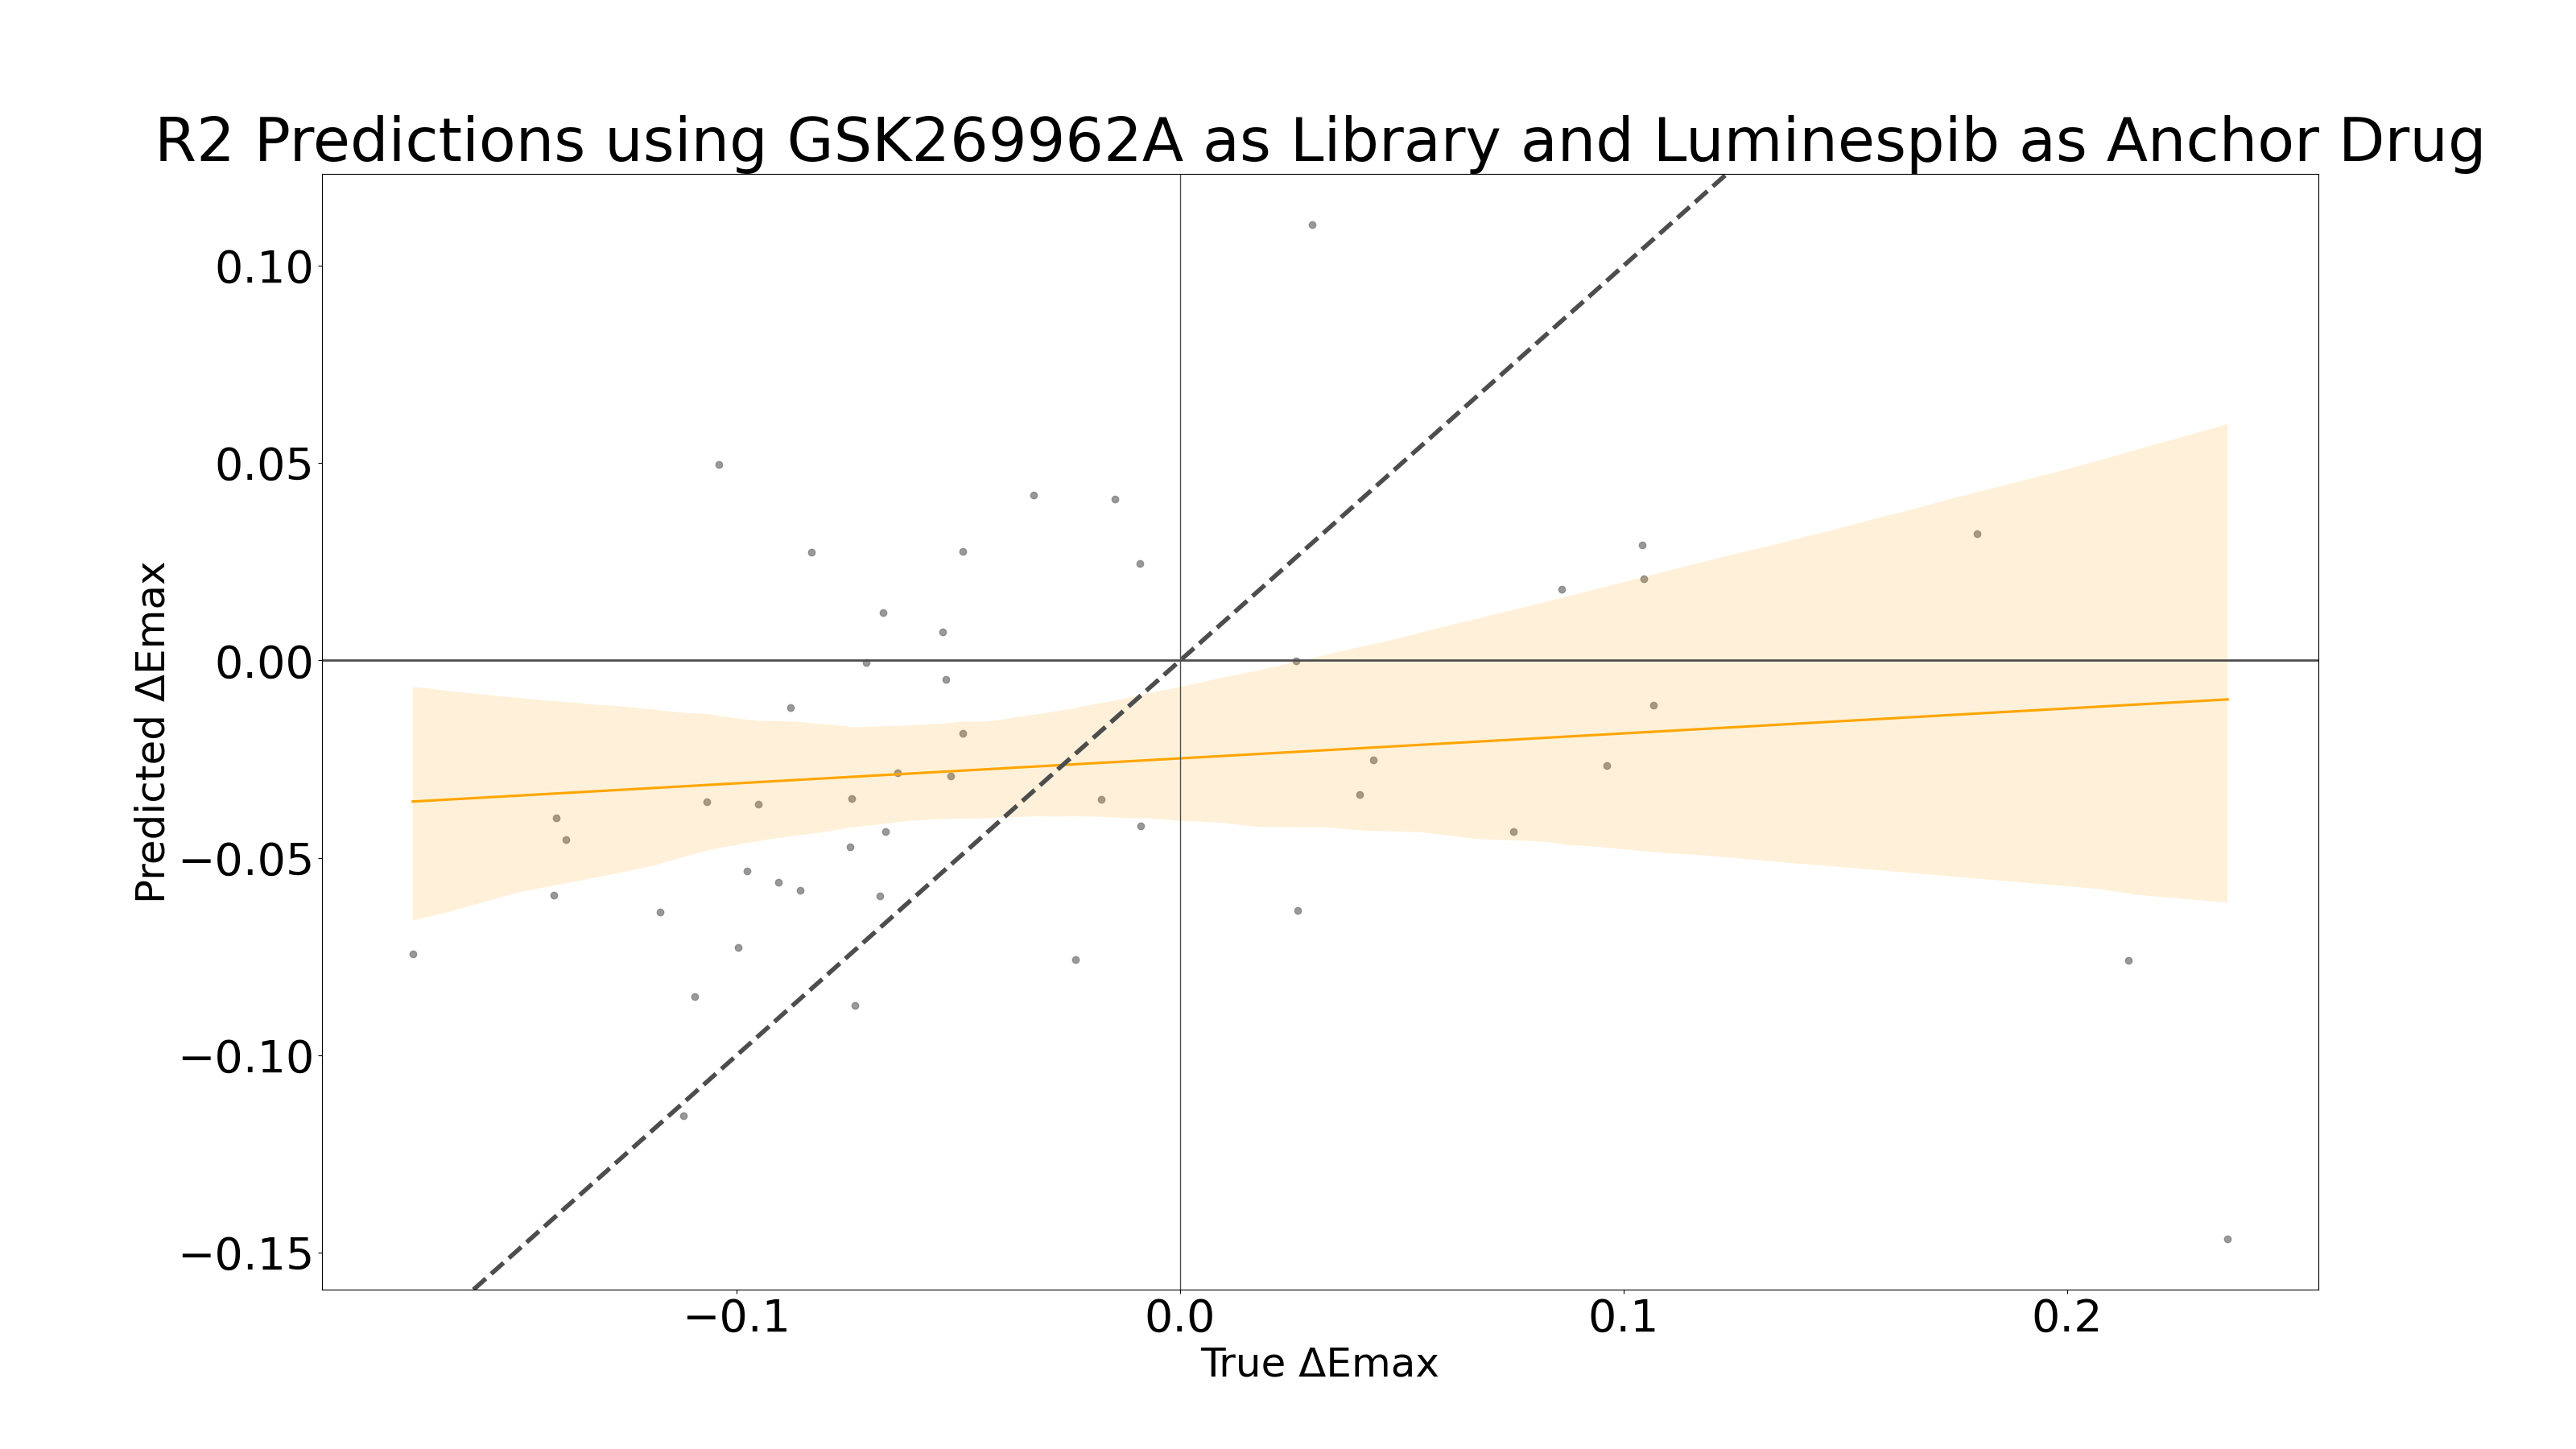 R2 Predictions using GSK269962A as Library and Luminespib as Anchor Drug
0.10
0.05
0.00
−0.05
−0.10
−0.15
Predicted ΔEmax
−0.1 0.0 0.1 0.2
True ΔEmax